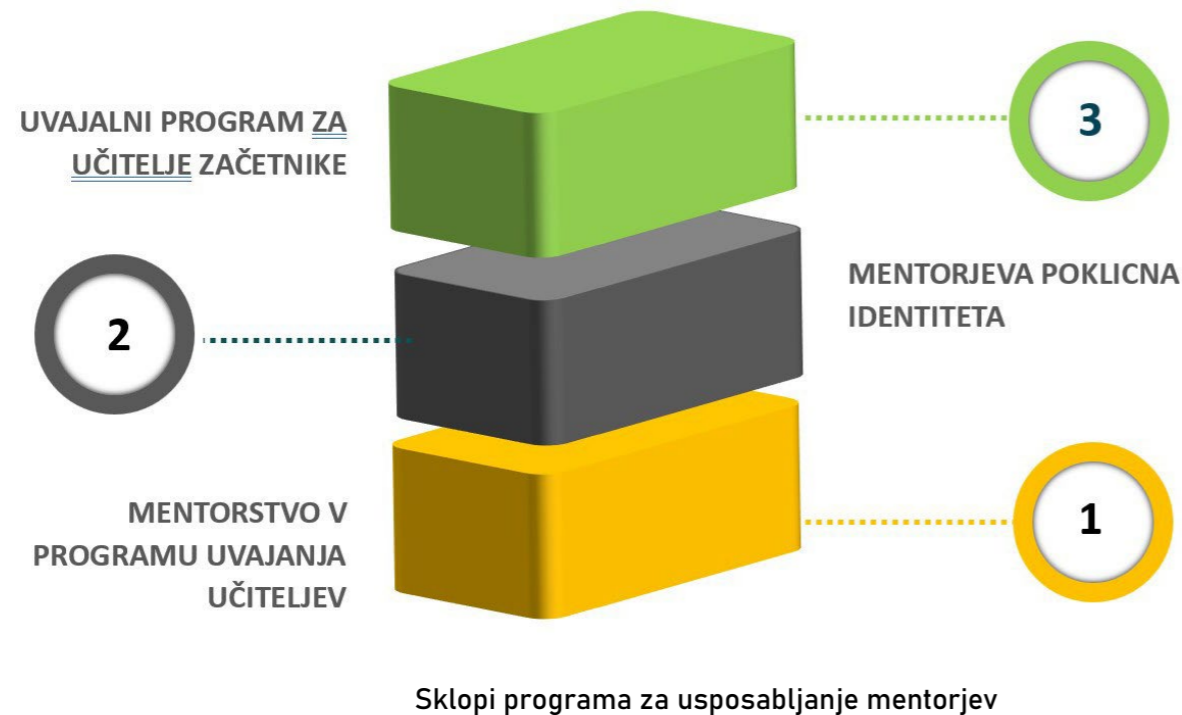 UVAJALNI PROGRAM ZA
UČITELJE ZAČETNIKE
3
2
MENTORJEVA POKLICNA
IDENTITETA
MENTORSTVO V
PROGRAMU UVAJANJA
UČITELJEV
1
Sklopi programa za usposabljanje mentorjev